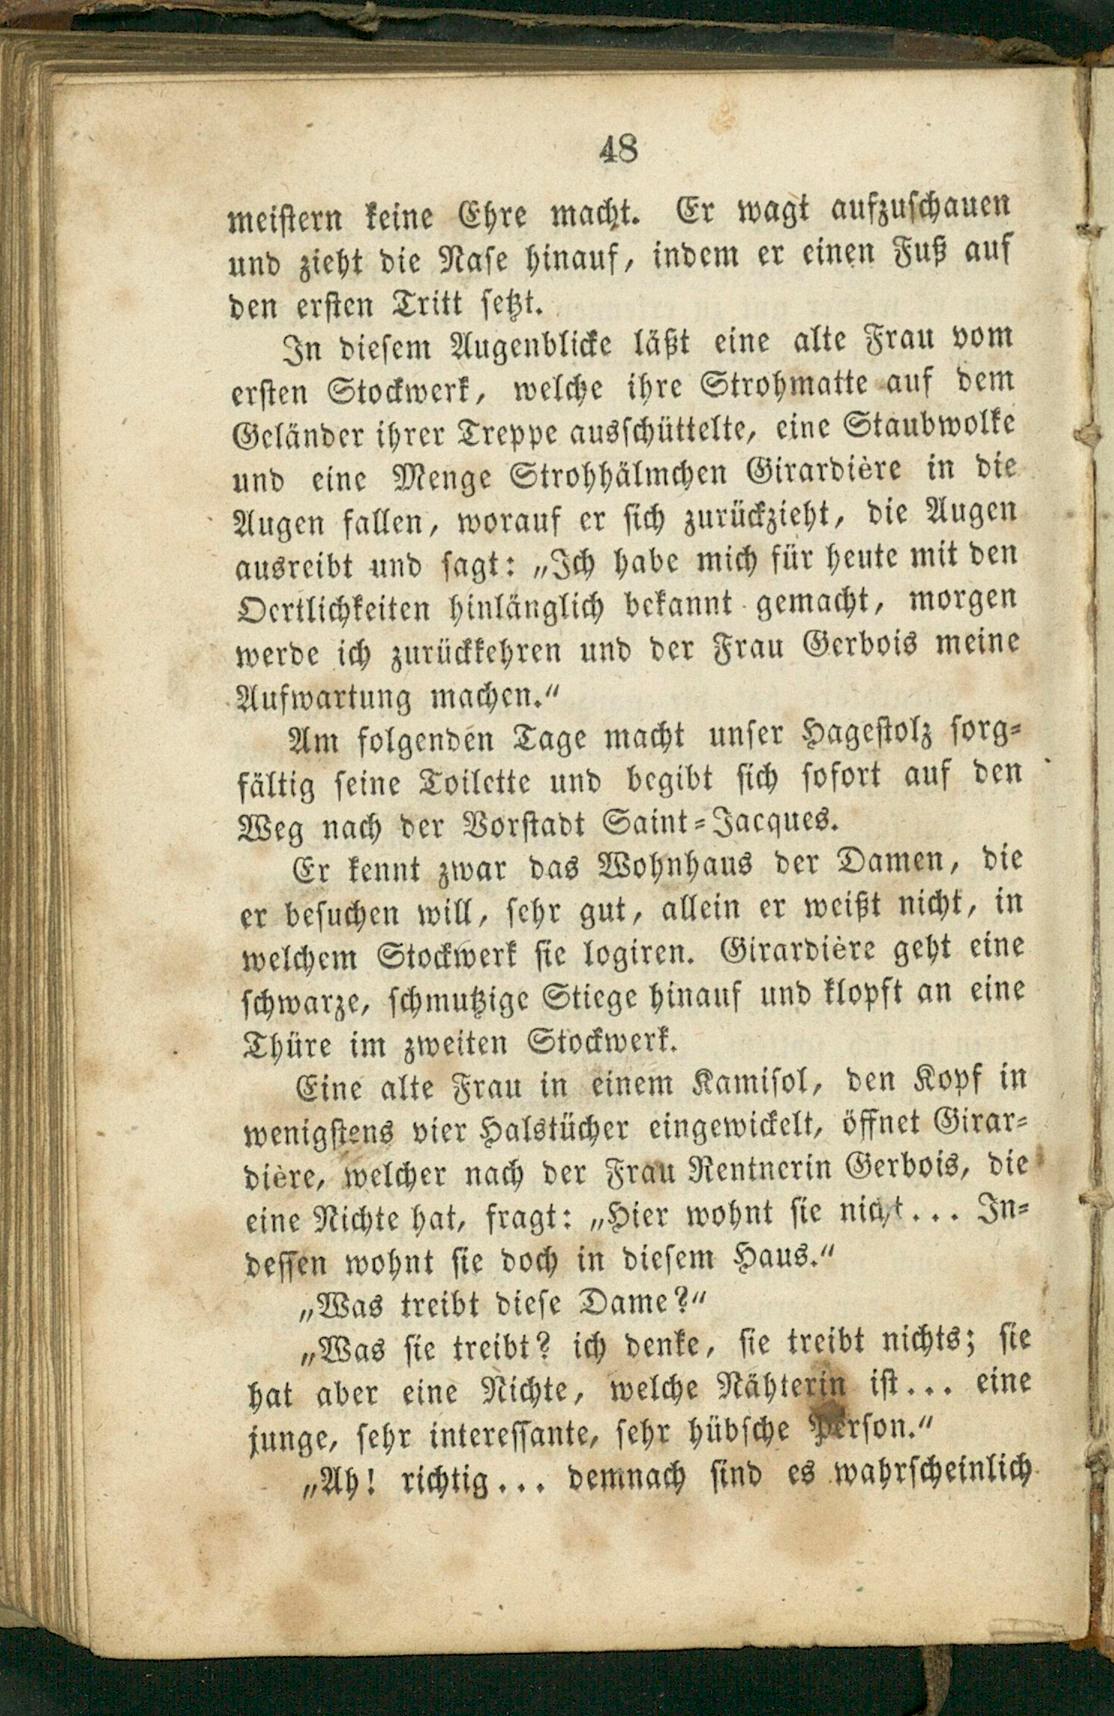 48
meistern keine Ehre macht. Er wagt aufzuschauen
und zieht die Nase hinauf, indem er einen Fuß auf
den ersten Tritt setzt.
In diesem Augenblicke läßt eine alte Frau vom
ersten Stockwerk, welche ihre Strohmatte auf dem
Geländer ihrer Treppe ausschüttelte, eine Staubwolke
und eine Menge Strohhälmchen Girardière in die
Augen fallen, worauf er sich zurückzieht, die Augen
ausreibt und sagt: „Ich habe mich für heute mit den
Oertlichkeiten hinlänglich bekannt gemacht, morgen
werde ich zurückkehren und der Frau Gerbois meine
Aufwartung machen.“
Am folgenden Tage macht unser Hagestolz sorg-
fältig seine Toilette und begibt sich sofort auf den
Weg nach der Vorstadt Saint-Jacques.
Er kennt zwar das Wohnhaus der Damen, die
er besuchen will, sehr gut, allein er weißt nicht, in
welchem Stockwerk sie logiren. Girardière geht eine
schwarze, schmutzige Stiege hinauf und klopft an eine
Thüre im zweiten Stockwerk.
Eine alte Frau in einem Kamisol, den Kopf in
wenigstens vier Halstücher eingewickelt, öffnet Girar-
dière, welcher nach der Frau Rentnerin Gerbois, die
eine Nichte hat, fragt: „Hier wohnt sie nicht... In-
dessen wohnt sie doch in diesem Haus.“
„Was treibt diese Dame?“
„Was sie treibt? ich denke, sie treibt nichts; sie
hat aber eine Nichte, welche Nähterin ist... eine
junge, sehr interessante, sehr hübsche Person.“
„Ah! richtig... demnach sind es wahrscheinlich